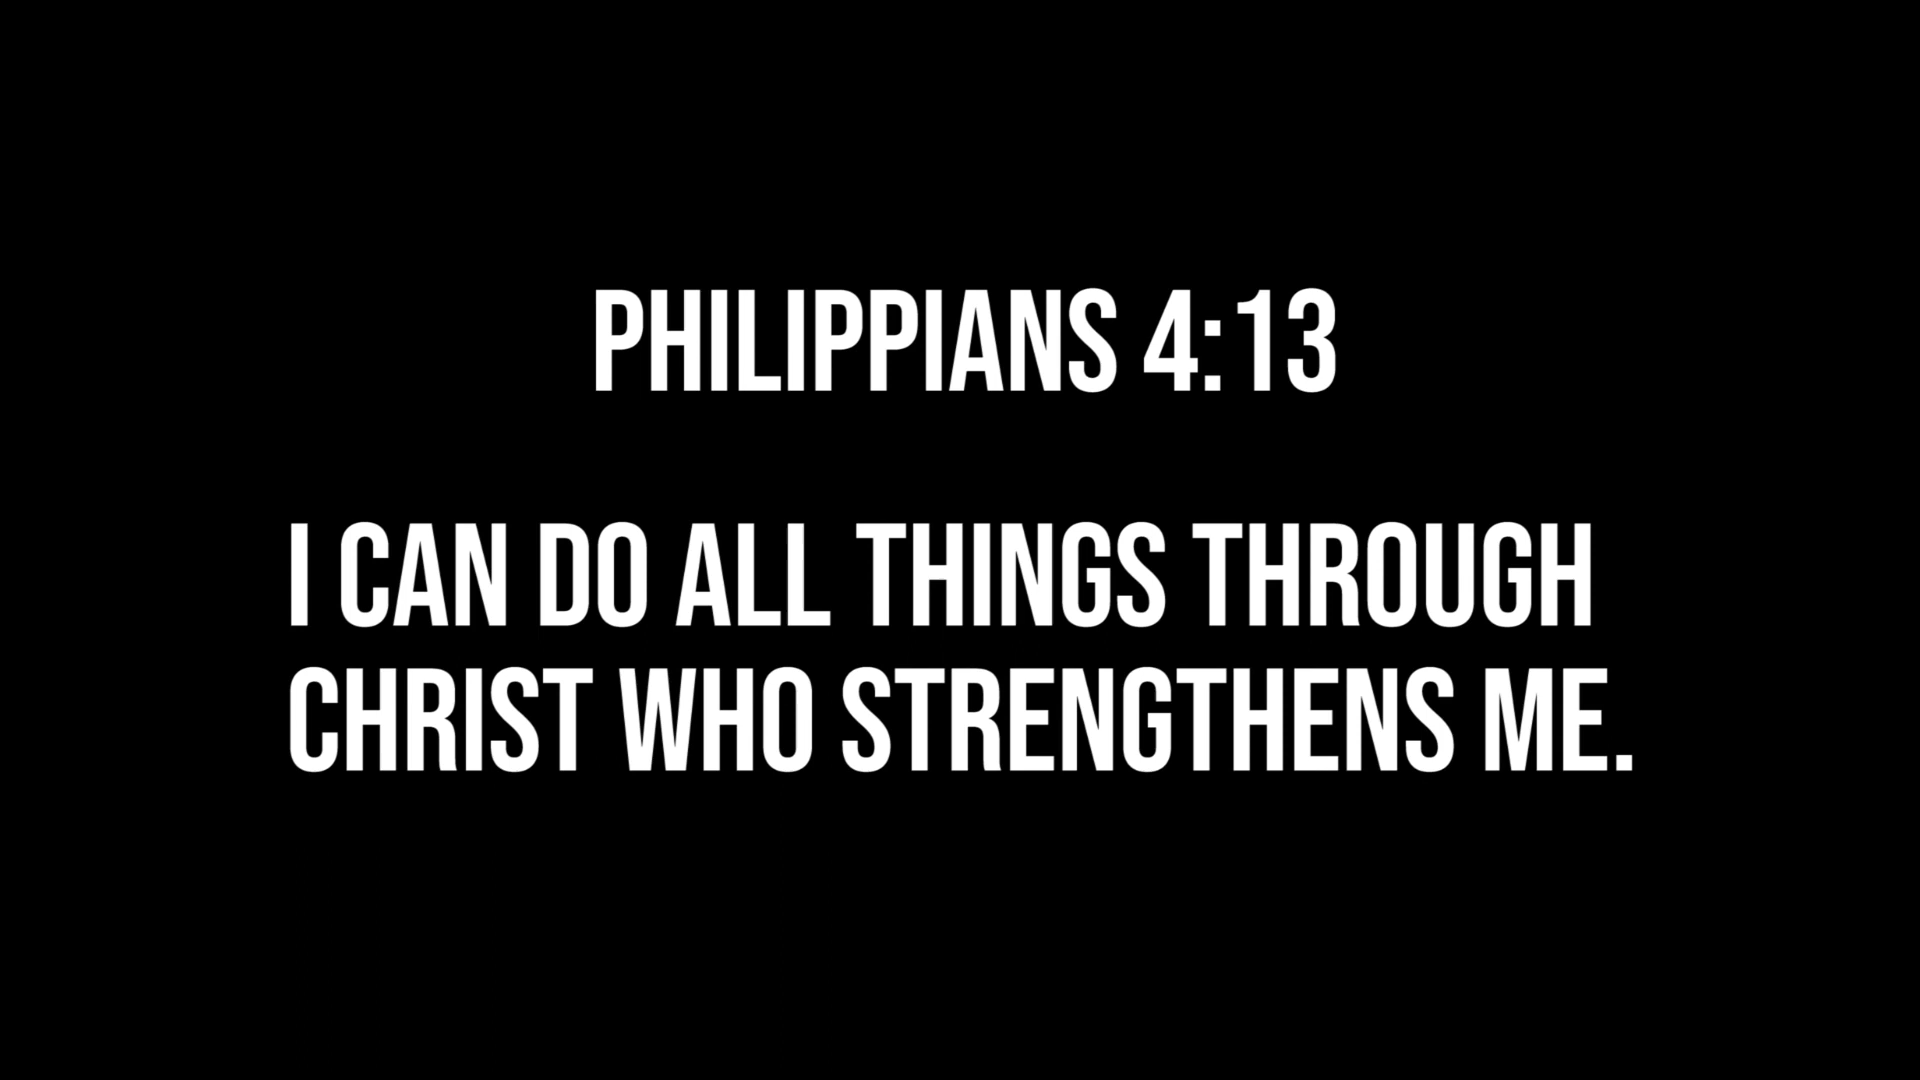 PHILIPPIANS 4:13
I CAN DO ALL THINGS THROUGH
CHRIST WHO STRENGTHENS ME.